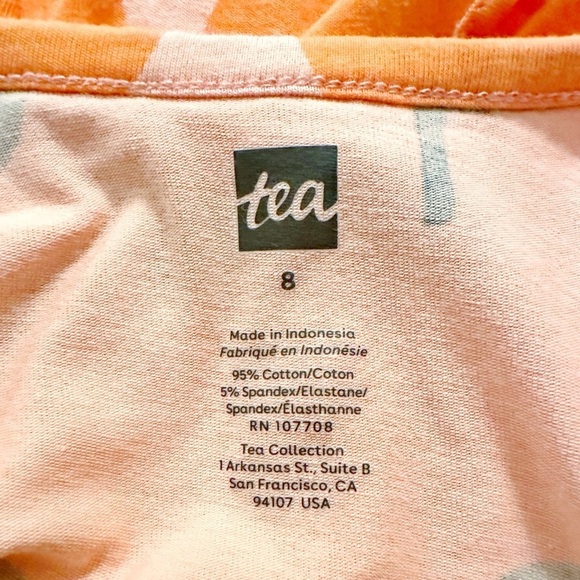 tea
8
Made in Indonesia
Fabriqué en Indonésie
95% Cotton/Coton
5% Spandex/Elastane/
Spandex/Élasthanne
RN 107708
Tea Collection
1 Arkansas St., Suite B
San Francisco, CA
94107 USA